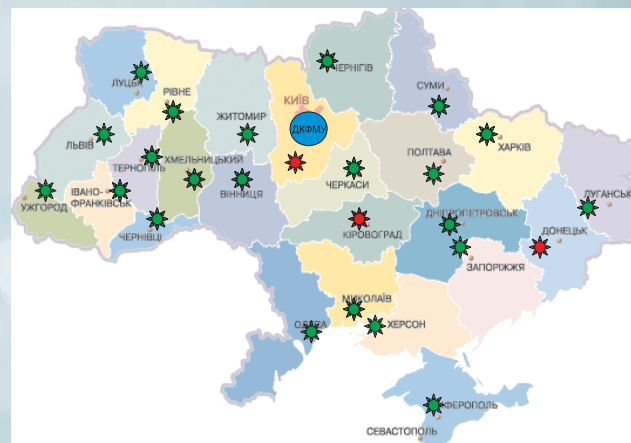 ЧЕРНІГІВ
ЛУЦЬК
РІВНЕ
СУМИ
КИЇВ
ЖИТОМИР
ДКФМУ
ЛЬВІВ
ТЕРНОПІЛЬ
ХМЕЛЬНИЦЬКИЙ
ПОЛТАВА
ХАРКІВ
ЧЕРКАСИ
УЖГОРОД
ІВАНО-
ФРАНКІВСЬК
ВІННИЦЯ
ЛУГАНСЬК
ЧЕРНІВЦІ
КІРОВОГРАД
ДНІПРОПЕТРОВСЬК
ДОНЕЦЬК
ЗАПОРІЖЖЯ
МИКОЛАЇВ
ОДЕСА
ХЕРСОН
ФЕРОПОЛЬ
СЕВАСТОПОЛЬ